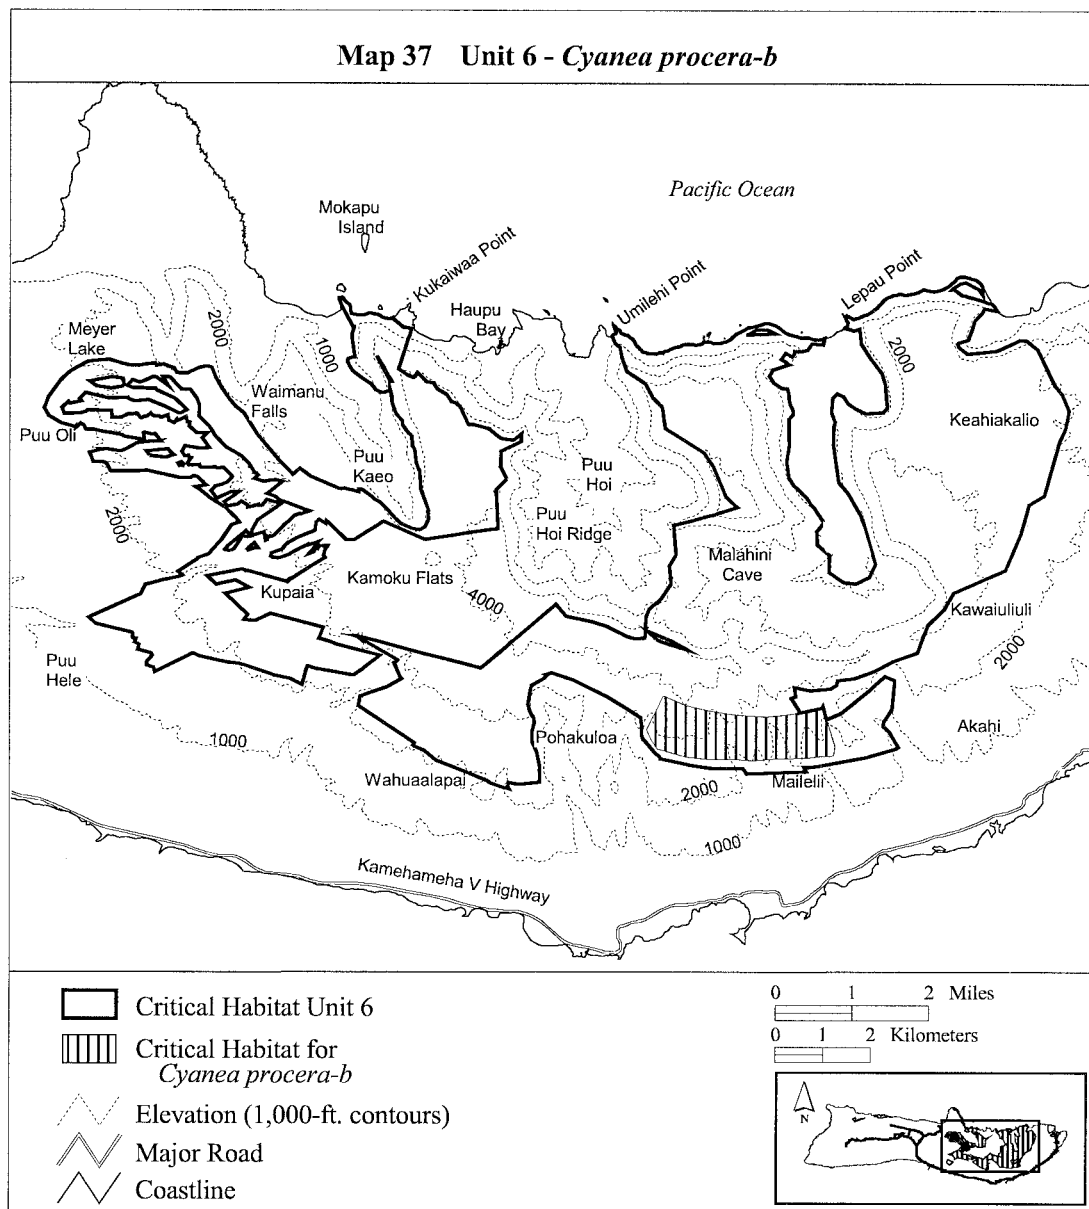 Map 37 Unit 6 - Cyanea procera-b
Pacific Ocean
Mokapu
Island
Kukaiwaa Point
Haupu
Bay
Umilehi Point
Lepau Point
Meyer
Lake
2000
1000
2000
Waimanu
Falls
Keahiakalio
Puu Oli
Puu
Kaeo
Puu
Hoi
2000
Puu
Hoi Ridge
Malahini
Cave
Kamoku Flats
Kupaia
4000
Kawaiuliuli
Puu
Hele
2000
1000
Pohakuloa
Akahi
Wahuaalapai
2000
Mailelii
1000
Kamehameha V Highway
Critical Habitat Unit 6
Critical Habitat for
Cyanea procera-b
Elevation (1,000-ft. contours)
Major Road
Coastline
0 1 2 Miles
0 1 2 Kilometers
N